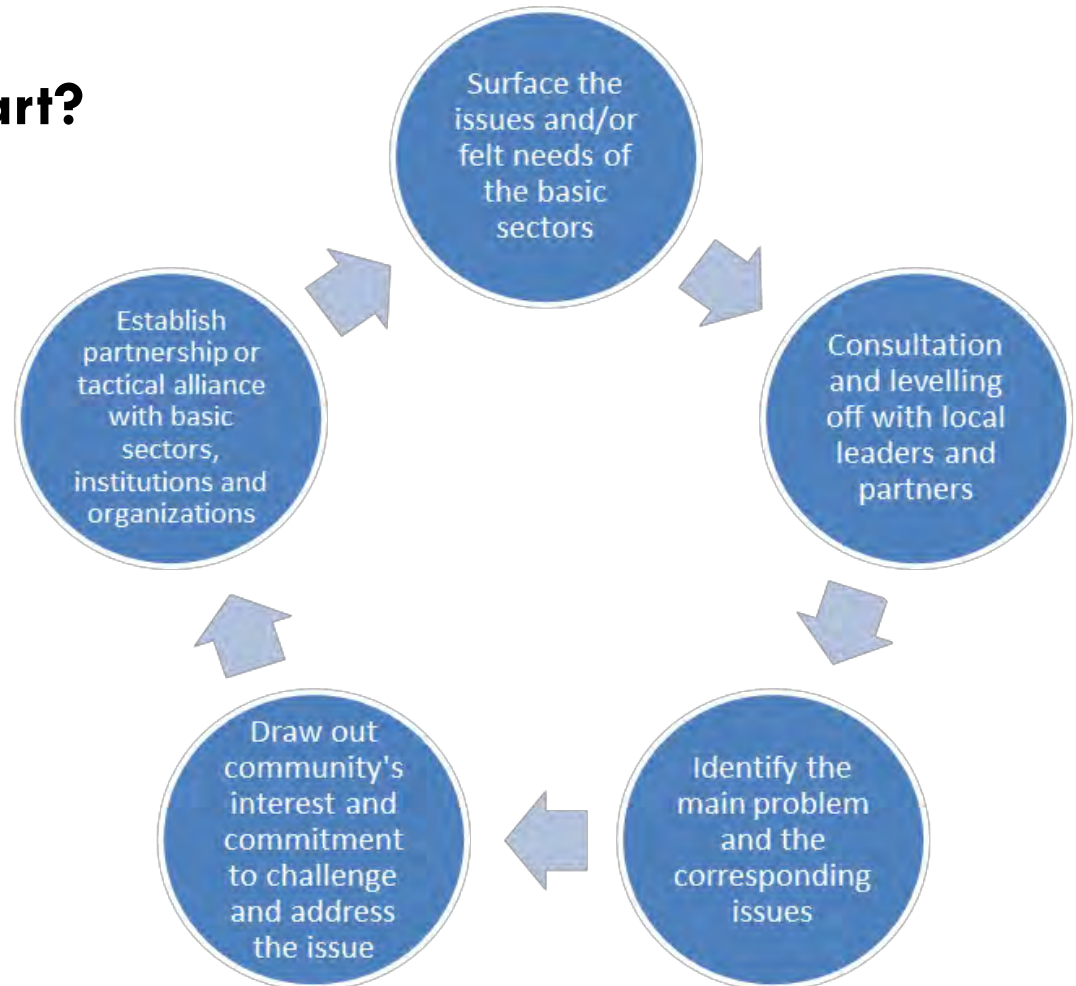 art?
Surface the
issues and/or
felt needs of
the basic
sectors
Consultation
and levelling
off with local
leaders and
partners
Identify the
main problem
and the
corresponding
issues
Draw out
community's
interest and
commitment
to challenge
and address
the issue
Establish
partnership or
tactical alliance
with basic
sectors,
institutions and
organizations